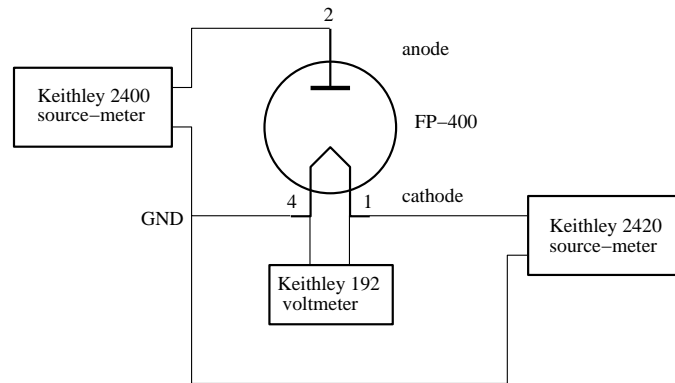 2
anode
Keithley 2400
source−meter
FP−400
4
1
cathode
GND
Keithley 2420
source−meter
Keithley 192
voltmeter